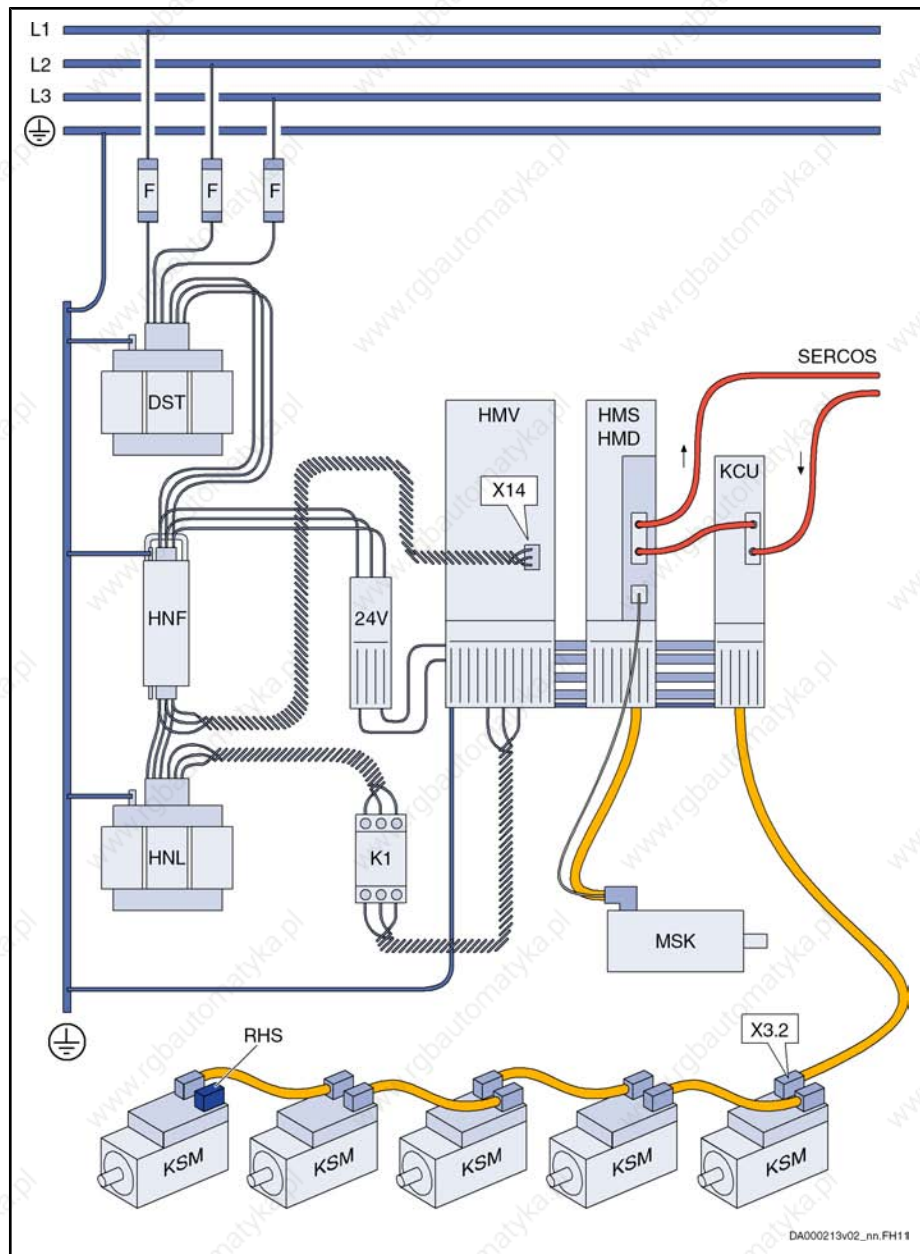 L1
L2
L3
F F F
DST
SERCOS
HMV
HMS
HMD
KCU
X14
HNF
24V
HNL
K1
MSK
RHS
X3.2
KSM KSM KSM KSM KSM
DA000213v02_nn.FH11
www.rgbautomatyka.pl